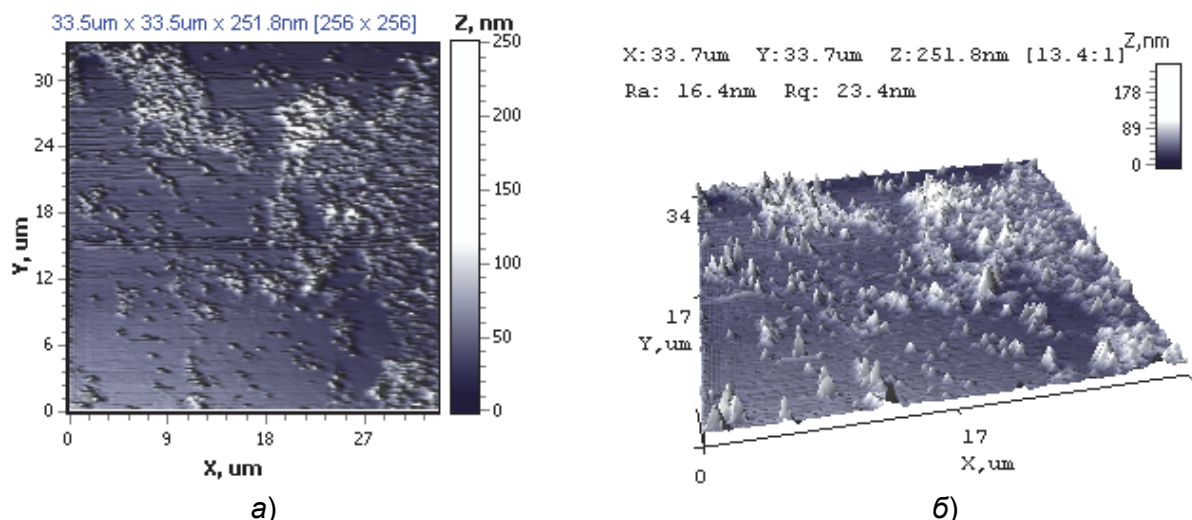 33.5um x 33.5um x 251.8nm [256 x 256]
Z, nm
250
200
150
100
50
0
Y, um
30
24
18
12
6
0
0 9 18 27
X, um
а)
X:33.7um Y:33.7um Z:251.8nm [13.4:1]
Ra: 16.4nm Rq: 23.4nm
Z,nm
178
89
0
34
17
Y,um
0
17
X,um
б)